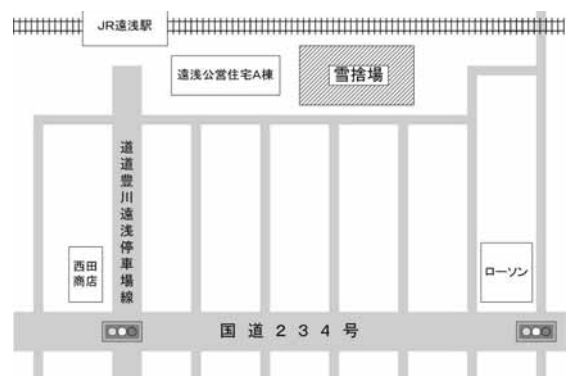 JR遠浅駅
遠浅公営住宅A棟
雪捨場
道道豊川遠浅停車場線
西田
商店
ローソン
国道234号